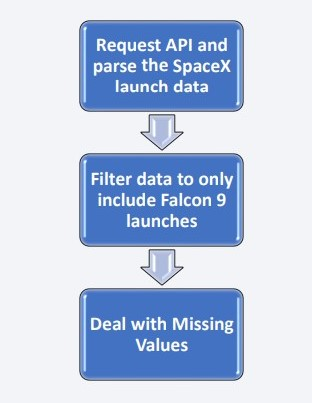 Request API and
parse the SpaceX
launch data
Filter data to only
include Falcon 9
launches
Deal with Missing
Values